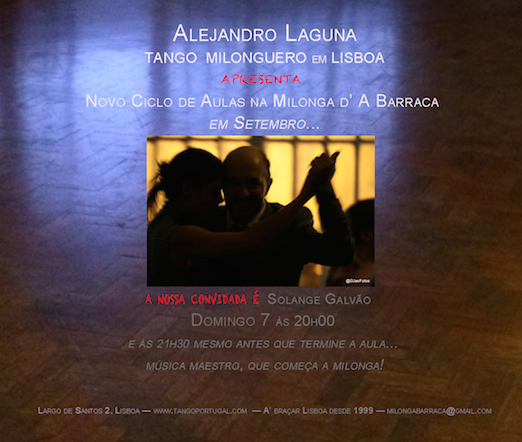 Alejandro Laguna
TANGO MILONGUERO EM LISBOA
APRESENTA
Novo Ciclo de Aulas na Milonga d' A Barraca
em Setembro...
@SidesFotos
A NOSSA CONVIDADA É Solange Galvão
Domingo 7 às 20h00
e às 21h30 mesmo antes que termine a aula...
música maestro, que começa a milonga!
Largo de Santos 2, Lisboa — www.tangoportugal.com — A' braçar Lisboa desde 1999 — milongabarraca@gmail.com